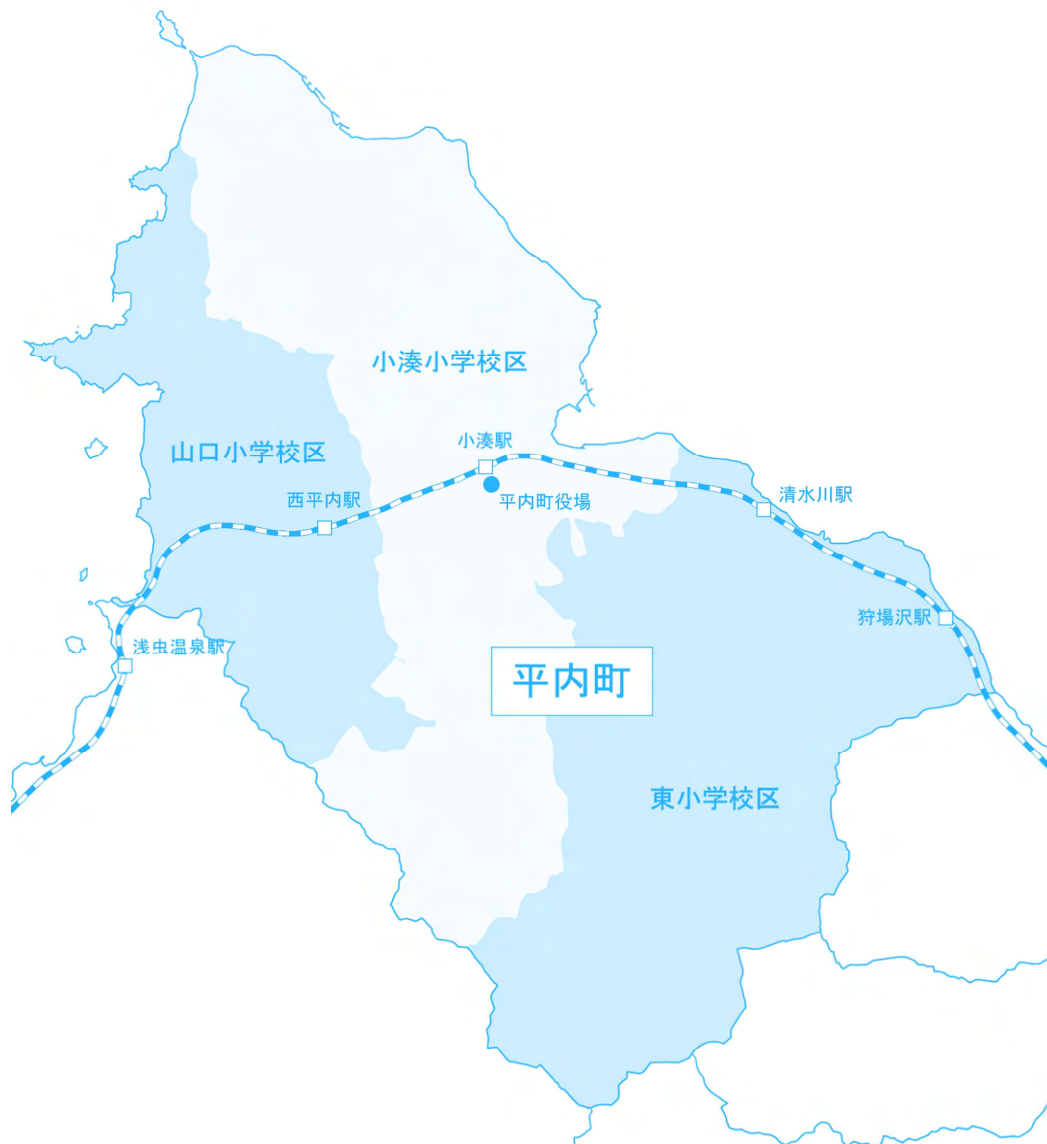 小湊小学校区
山口小学校区
小湊駅
西平内駅
平内町役場
清水川駅
狩場沢駅
浅虫温泉駅
平内町
東小学校区